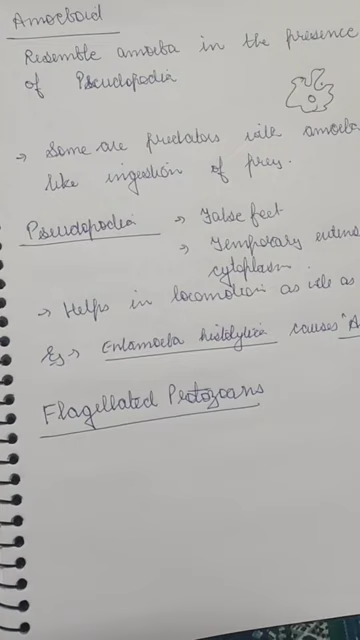 Amoeboid
Resemble amoeba in the presence
of Pseudopodia
→ Some are predators with amoeba
like ingestion of prey.
Pseudopodia → False feet
→ Temporary extens
cytoplasm
→ Helps in locomotion as well as
Eg → Entamoeba histolytica causes "A
Flagellated Protozoans